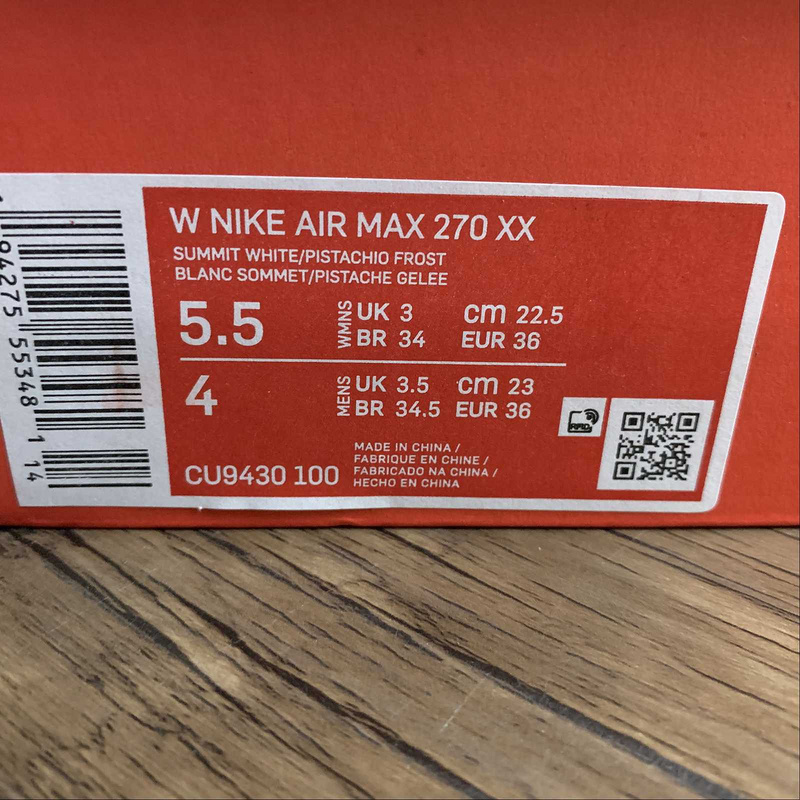 W NIKE AIR MAX 270 XX
SUMMIT WHITE/PISTACHIO FROST
BLANC SOMMET/PISTACHE GELEE
5.5
WMNS
UK 3 cm 22.5
BR 34 EUR 36
4
MENS
UK 3.5 cm 23
BR 34.5 EUR 36
CU9430 100
MADE IN CHINA /
FABRIQUE EN CHINE /
FABRICADO NA CHINA /
HECHO EN CHINA
94275 55348 1 14